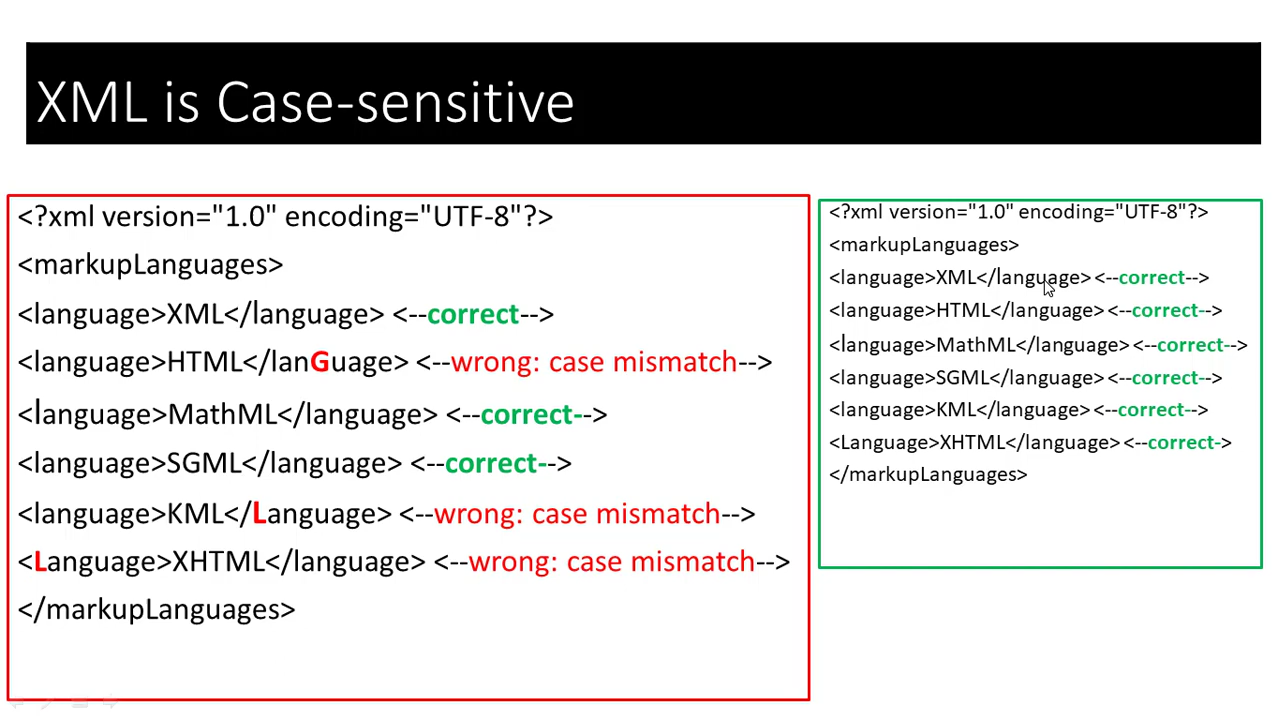 XML is Case-sensitive
<?xml version="1.0" encoding="UTF-8"?>
<markupLanguages>
<language>XML</language> <--correct-->
<language>HTML</lanGuage> <--wrong: case mismatch-->
<language>MathML</language> <--correct-->
<language>SGML</language> <--correct-->
<language>KML</Language> <--wrong: case mismatch-->
<Language>XHTML</language> <--wrong: case mismatch-->
</markupLanguages>
<?xml version="1.0" encoding="UTF-8"?>
<markupLanguages>
<language>XML</language> <--correct-->
<language>HTML</language> <--correct-->
<language>MathML</language> <--correct-->
<language>SGML</language> <--correct-->
<language>KML</language> <--correct-->
<Language>XHTML</language> <--correct->
</markupLanguages>